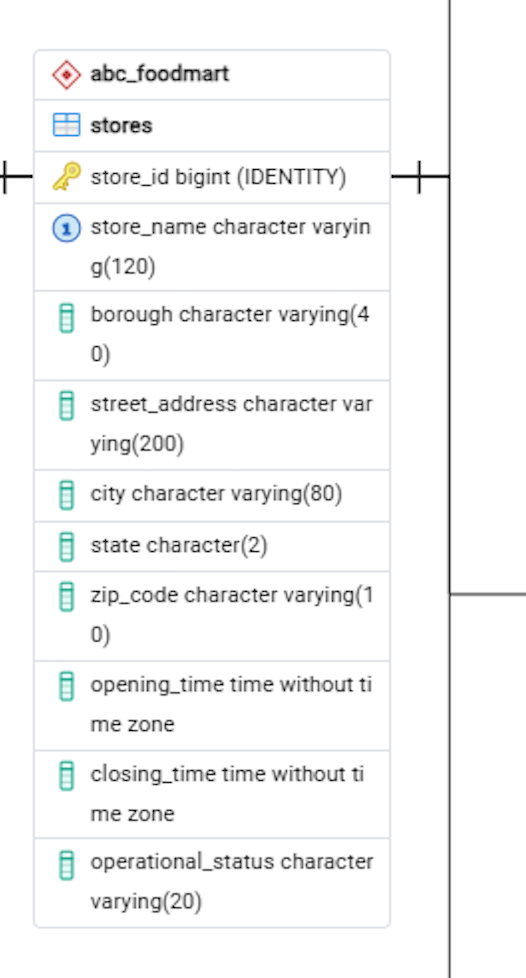 abc_foodmart
stores
store_id bigint (IDENTITY)
1
store_name character varyin
g(120)
borough character varying(4
0)
street_address character var
ying(200)
city character varying(80)
state character(2)
zip_code character varying(1
0)
opening_time time without ti
me zone
closing_time time without ti
me zone
operational_status character
varying(20)